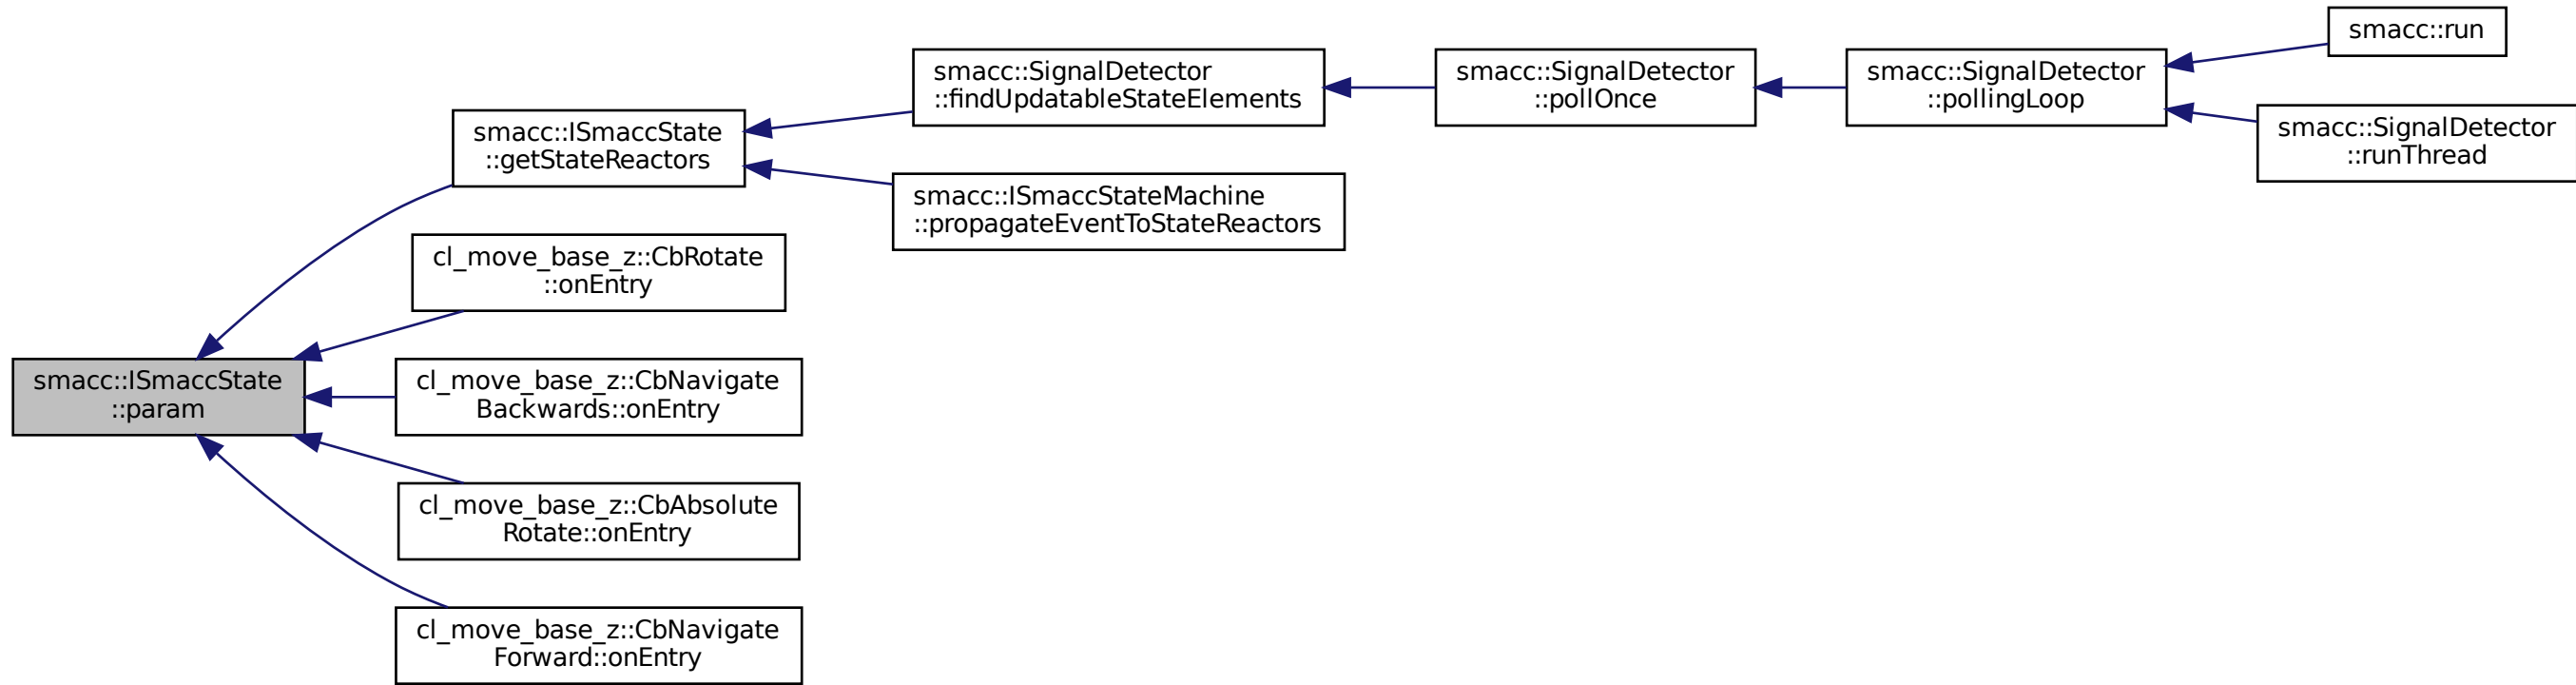 smacc::run
smacc::SignalDetector
::findUpdatableStateElements
smacc::SignalDetector
::pollOnce
smacc::SignalDetector
::pollingLoop
smacc::SignalDetector
::runThread
smacc::ISmaccState
::getStateReactors
smacc::ISmaccStateMachine
::propagateEventToStateReactors
cl_move_base_z::CbRotate
::onEntry
smacc::ISmaccState
::param
cl_move_base_z::CbNavigate
Backwards::onEntry
cl_move_base_z::CbAbsolute
Rotate::onEntry
cl_move_base_z::CbNavigate
Forward::onEntry